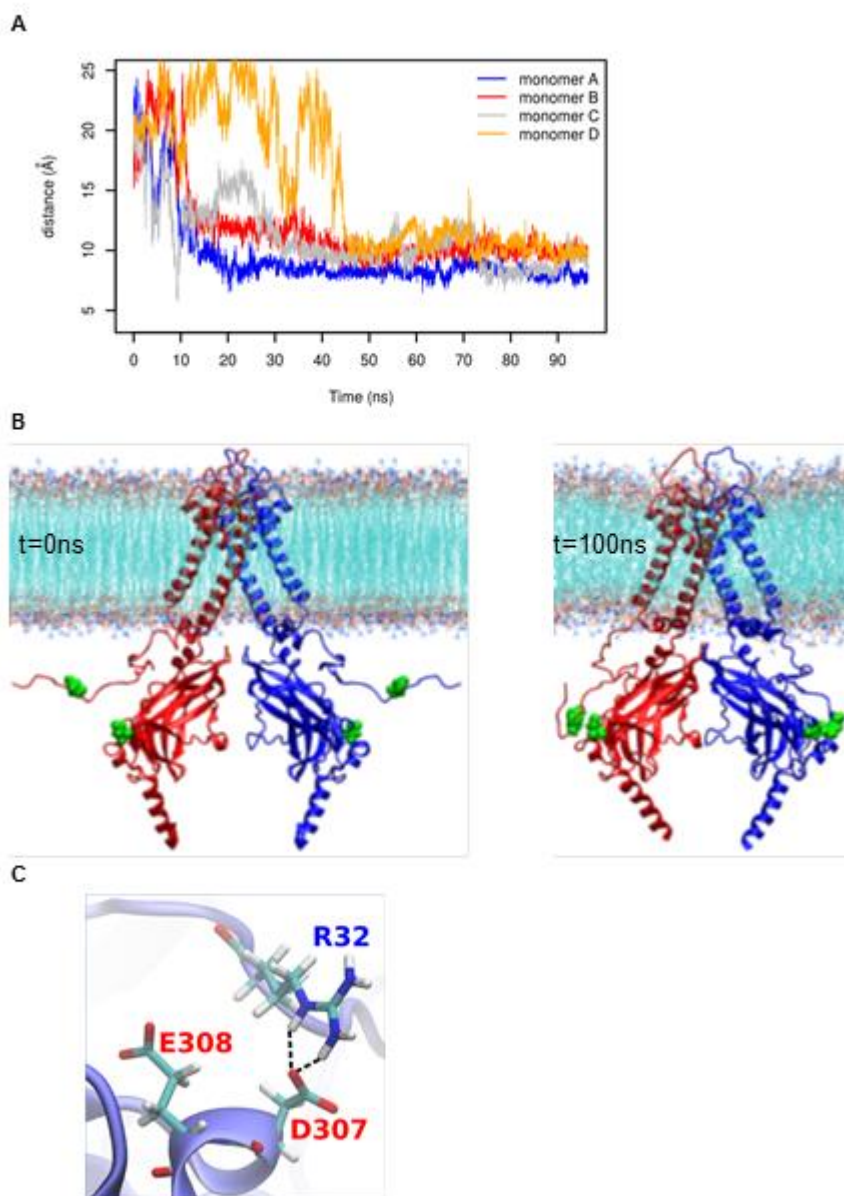 A
distance (Å)
25
20
15
10
5
monomer A
monomer B
monomer C
monomer D
0 10 20 30 40 50 60 70 80 90
Time (ns)
B
t=0ns
t=100ns
C
R32
E308
D307